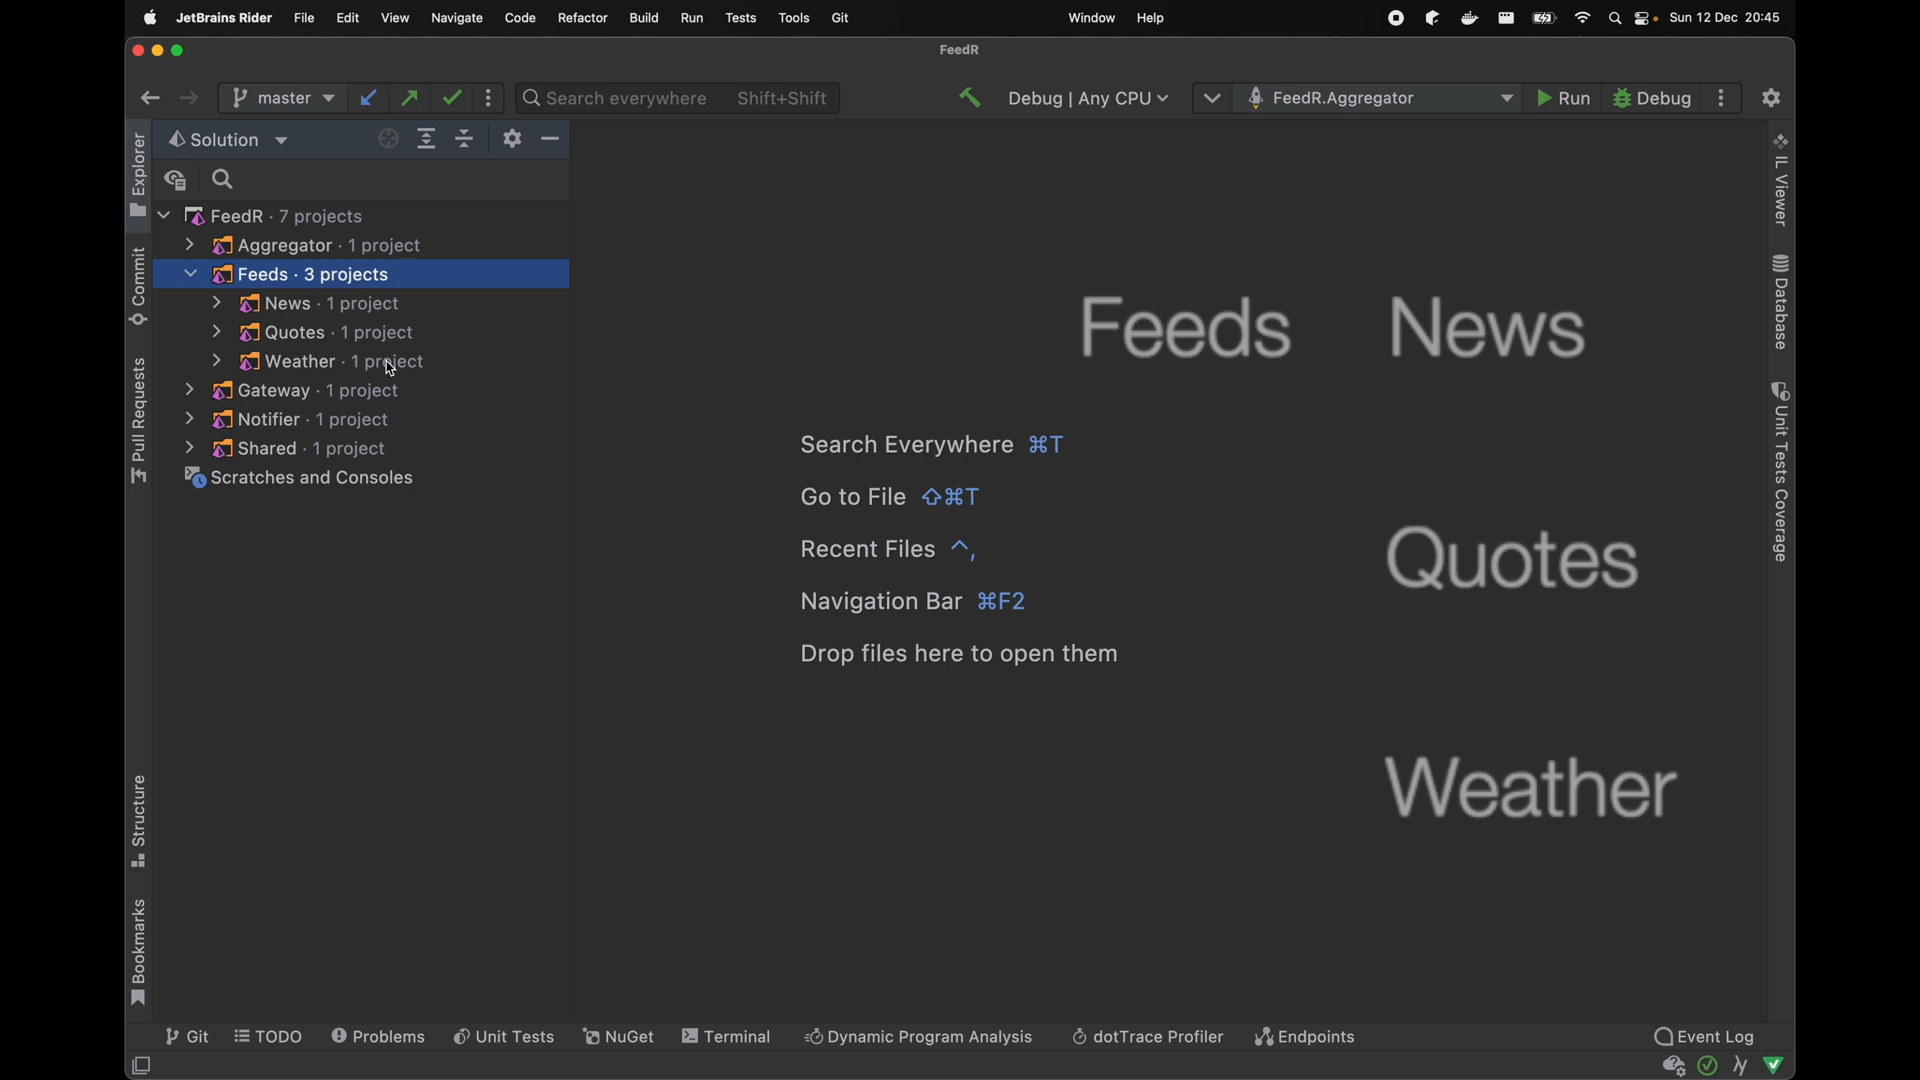 JetBrains Rider File Edit View Navigate Code Refactor Build Run Tests Tools Git Window Help Sun 12 Dec 20:45
FeedR
master Search everywhere Shift+Shift Debug | Any CPU FeedR.Aggregator Run Debug
Solution
Explorer
Commit
Pull Requests
Structure
Bookmarks
FeedR · 7 projects
Aggregator · 1 project
Feeds · 3 projects
News · 1 project
Quotes · 1 project
Weather · 1 project
Gateway · 1 project
Notifier · 1 project
Shared · 1 project
Scratches and Consoles
Feeds News
Quotes
Weather
Search Everywhere ⌘T
Go to File ⇧⌘T
Recent Files ^,
Navigation Bar ⌘F2
Drop files here to open them
IL Viewer
Database
Unit Tests Coverage
Git TODO Problems Unit Tests NuGet Terminal Dynamic Program Analysis dotTrace Profiler Endpoints Event Log